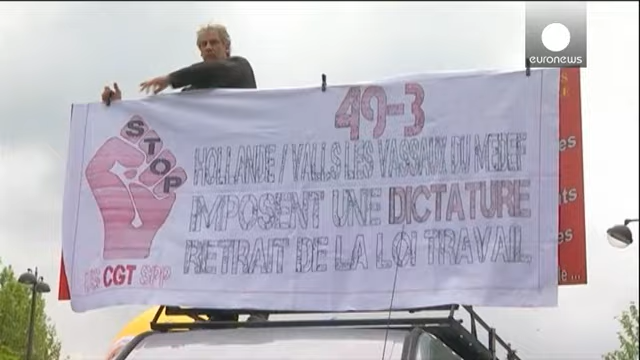 euronews
49-3
STOP
HOLLANDE / VALLS LES VASSAUX DU MEDEF
IMPOSENT UNE DICTATURE
RETRAIT DE LA LOI TRAVAIL
CGT SPP